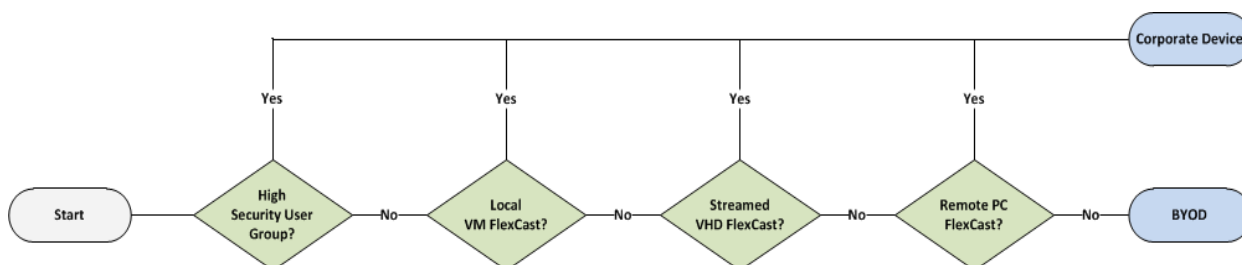 Corporate Device
Yes
Yes
Yes
Yes
Start
High
Security User
Group?
No
Local
VM FlexCast?
No
Streamed
VHD FlexCast?
No
Remote PC
FlexCast?
No
BYOD